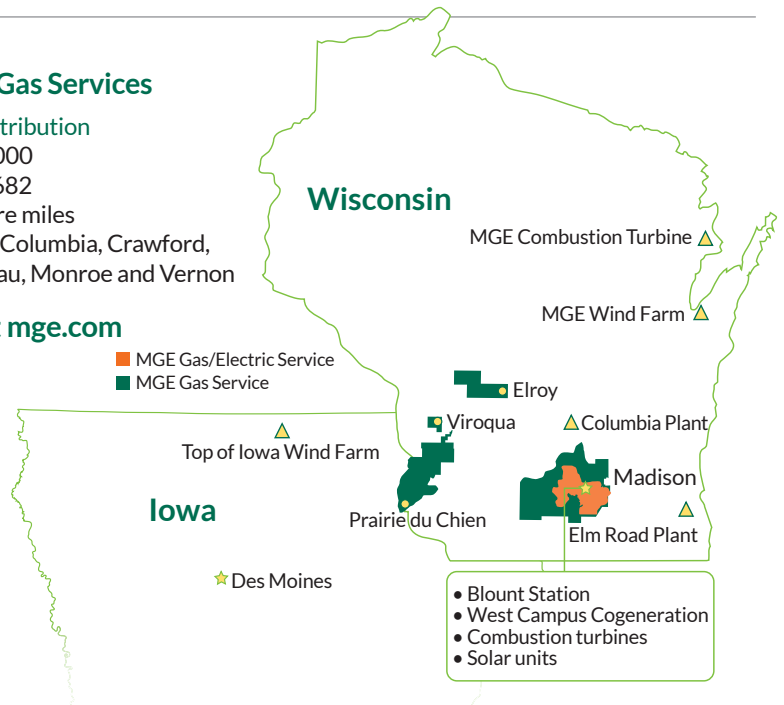 Gas Services
tribution
000
682
re miles
Columbia, Crawford,
au, Monroe and Vernon
t mge.com
MGE Gas/Electric Service
MGE Gas Service
Wisconsin
MGE Combustion Turbine
MGE Wind Farm
Elroy
Viroqua
Columbia Plant
Top of Iowa Wind Farm
Madison
Iowa
Prairie du Chien
Elm Road Plant
Des Moines
• Blount Station
• West Campus Cogeneration
• Combustion turbines
• Solar units